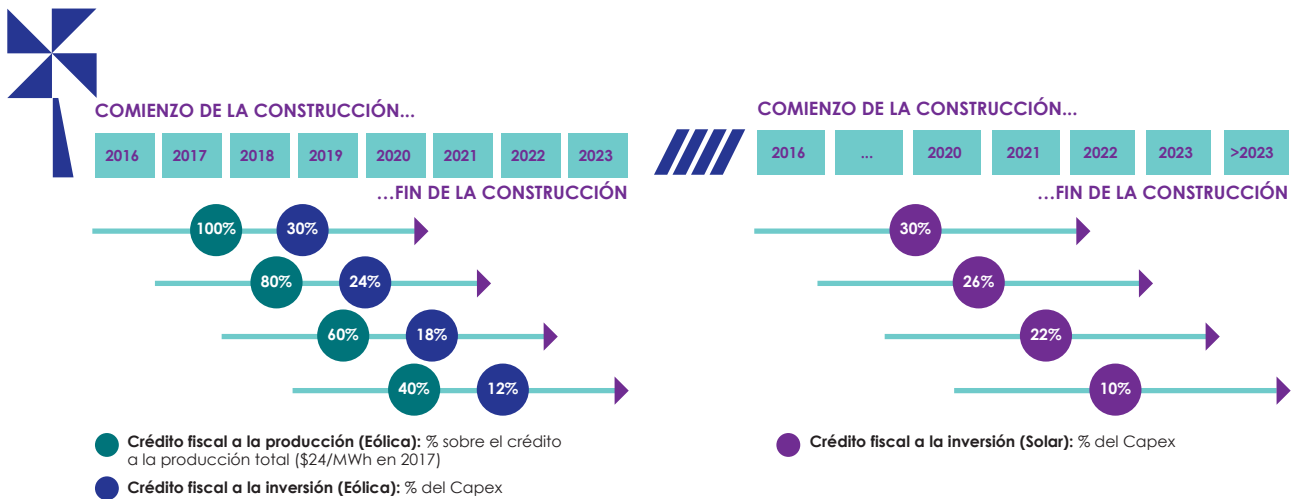 COMIENZO DE LA CONSTRUCCIÓN...
2016 2017 2018 2019 2020 2021 2022 2023
...FIN DE LA CONSTRUCCIÓN
100% 30%
80% 24%
60% 18%
40% 12%
Crédito fiscal a la producción (Eólica): % sobre el crédito
a la producción total ($24/MWh en 2017)
Crédito fiscal a la inversión (Eólica): % del Capex
COMIENZO DE LA CONSTRUCCIÓN...
2016 ... 2020 2021 2022 2023 >2023
...FIN DE LA CONSTRUCCIÓN
30%
26%
22%
10%
Crédito fiscal a la inversión (Solar): % del Capex